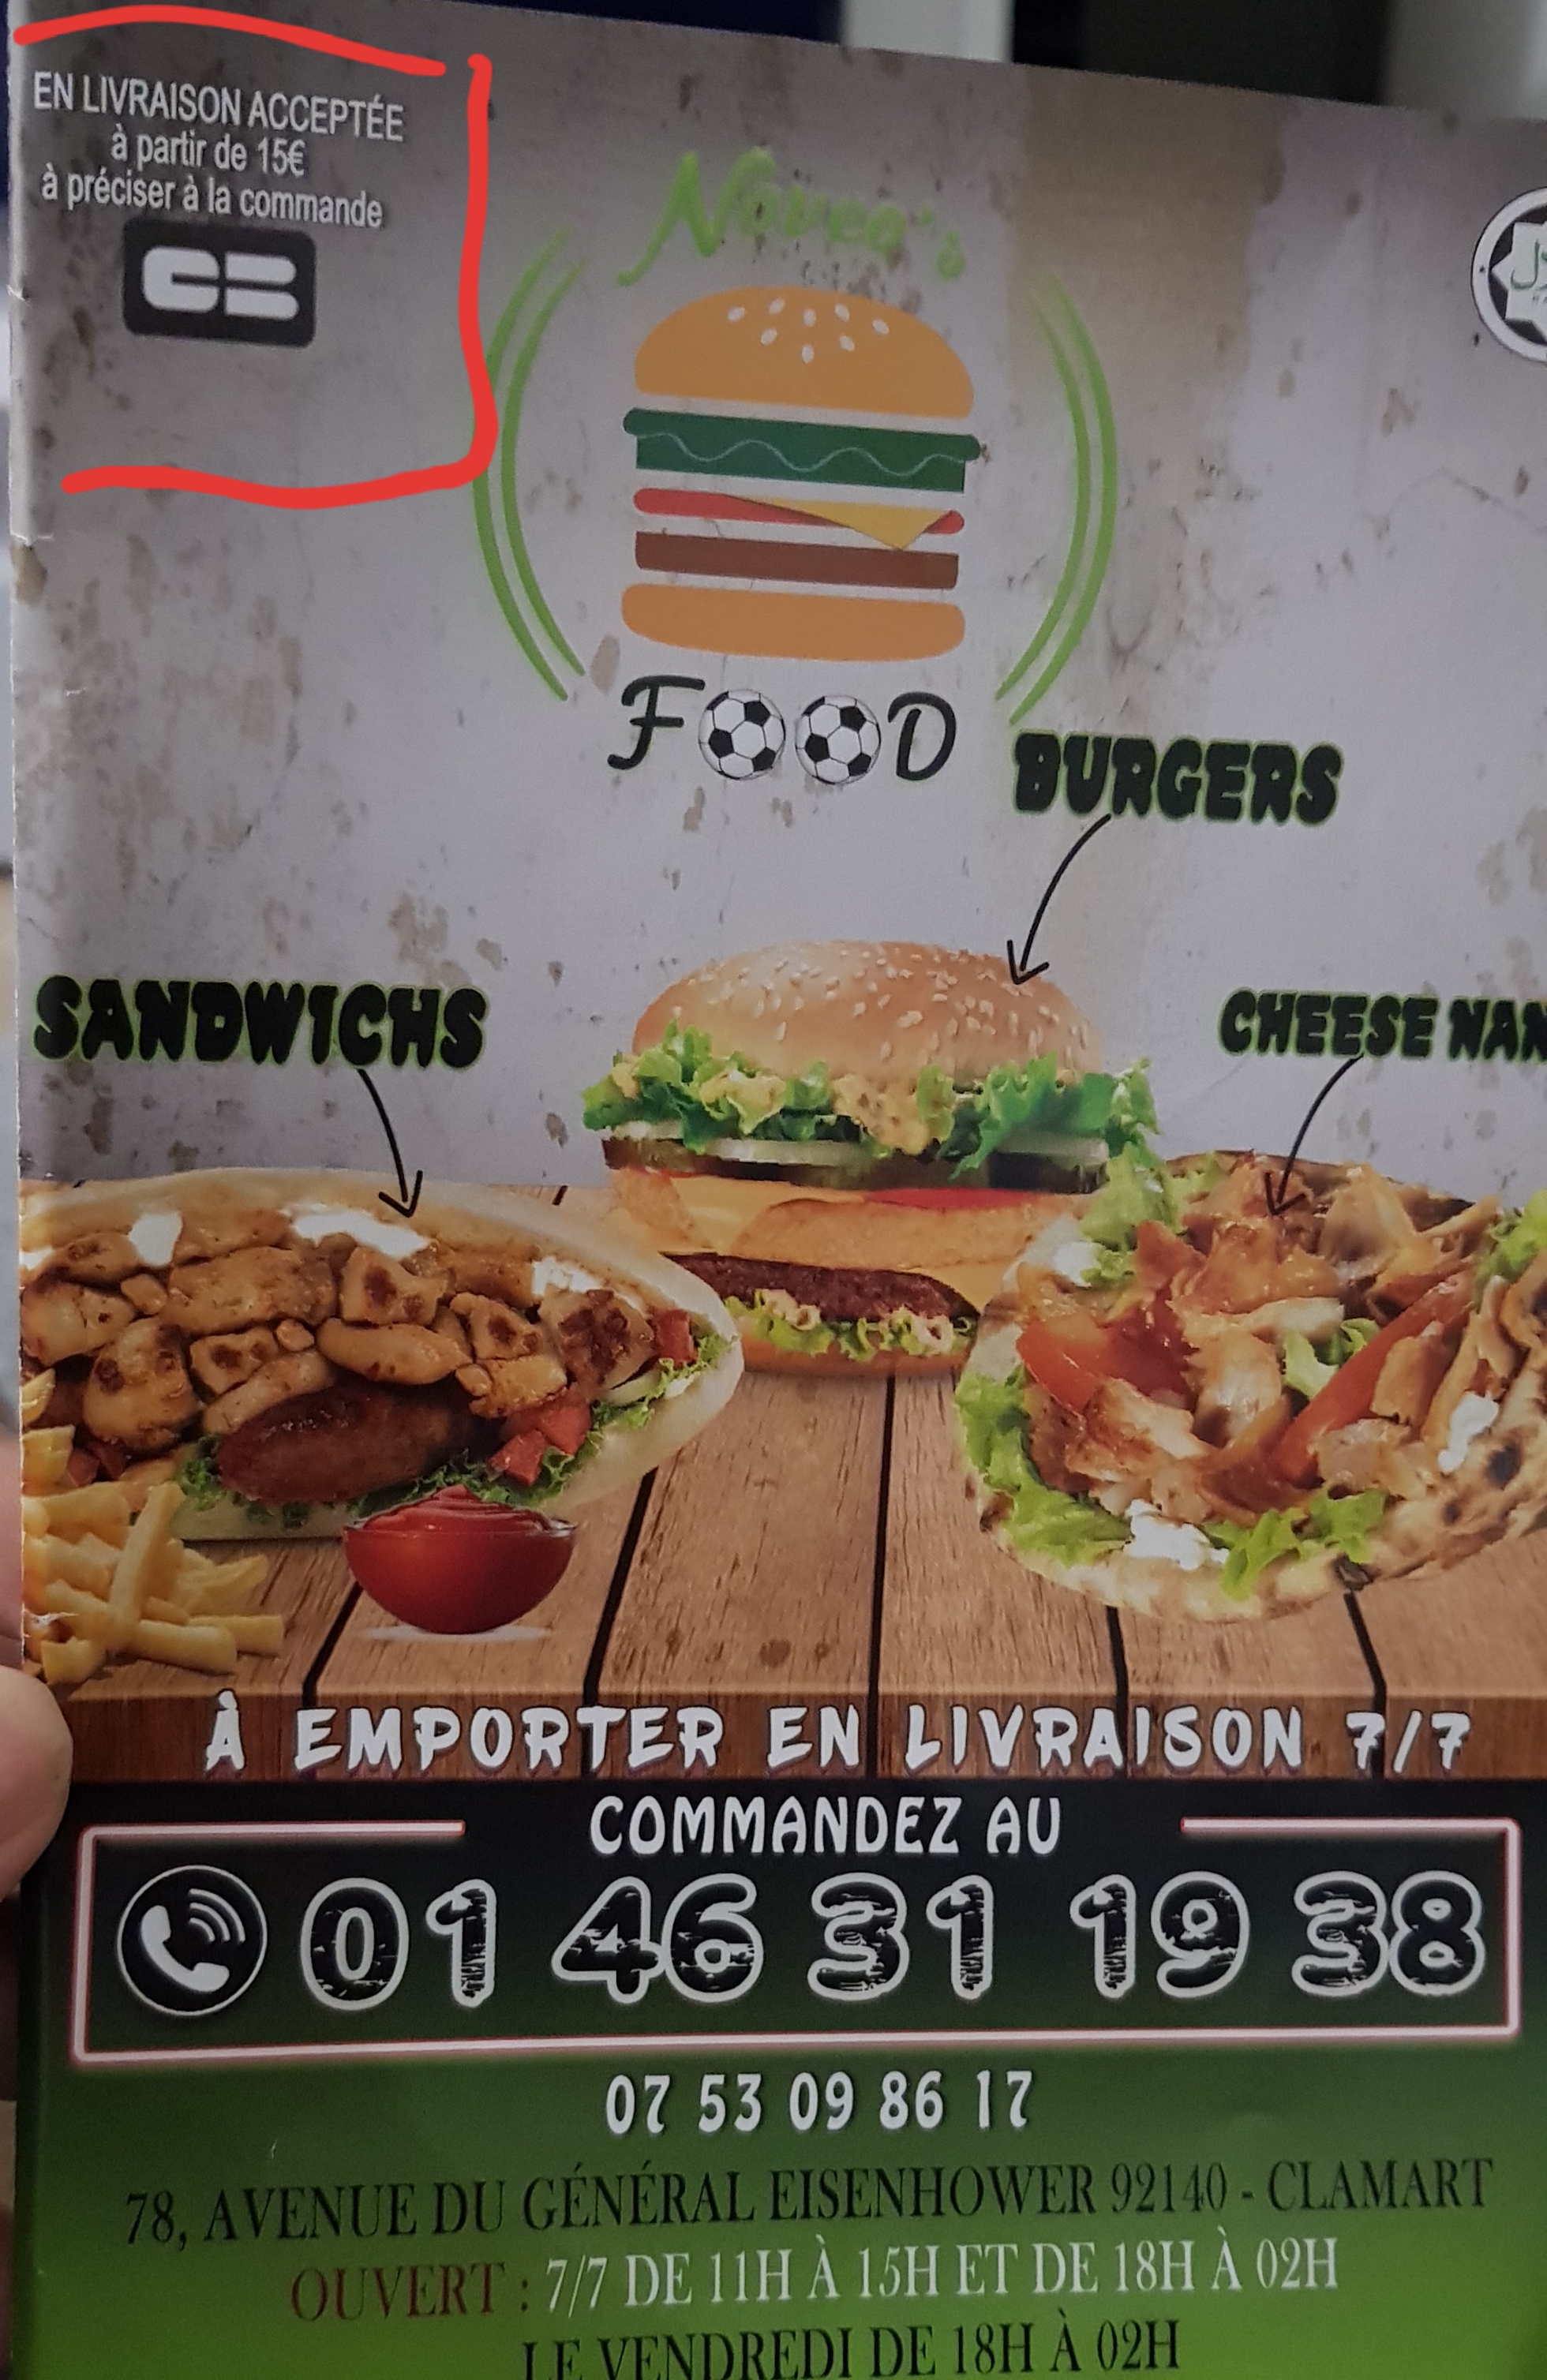 EN LIVRAISON ACCEPTÉE
à partir de 15€
à préciser à la commande
CB
FOOD
BURGERS
SANDWICHS
CHEESE NAN
À EMPORTER EN LIVRAISON 7/7
COMMANDEZ AU
01 46 31 19 38
07 53 09 86 17
78, AVENUE DU GÉNÉRAL EISENHOWER 92140 - CLAMART
OUVERT : 7/7 DE 11H À 15H ET DE 18H À 02H
LE VENDREDI DE 18H À 02H